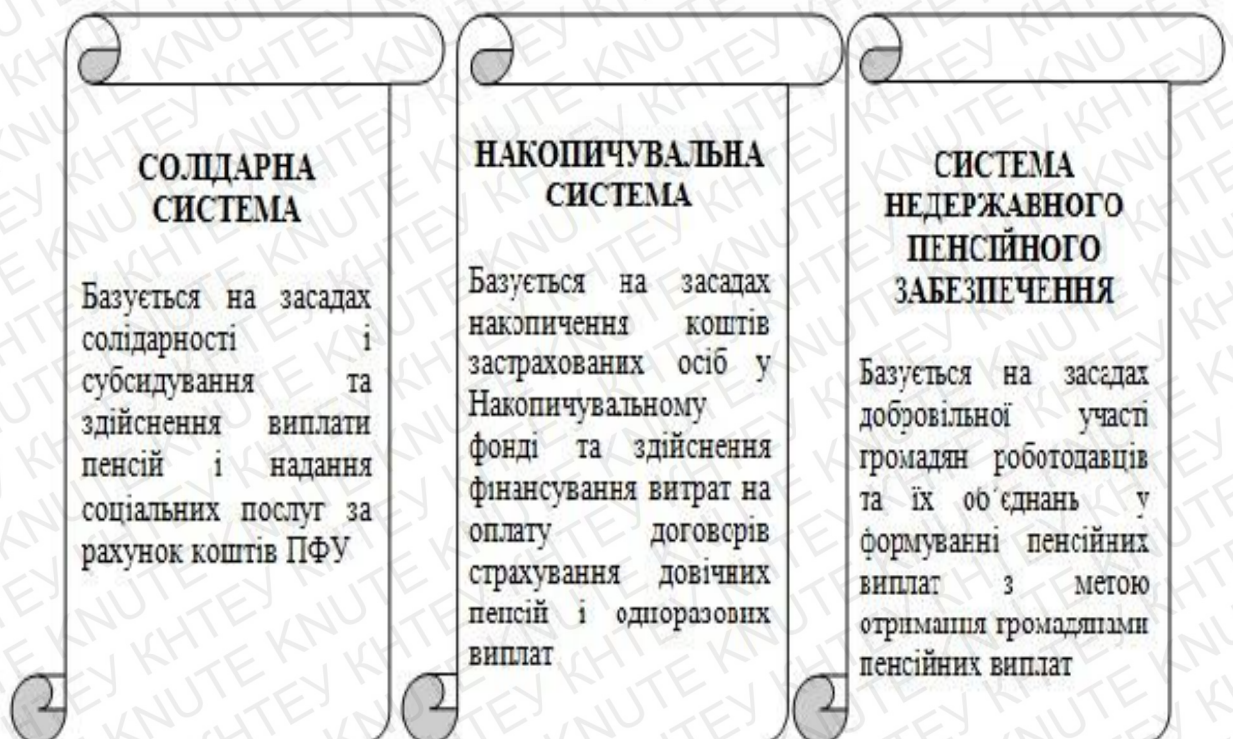 СОЛІДАРНА
СИСТЕМА
Базується на засадах
солідарності і
субсидування та
здійснення виплати
пенсій і надання
соціальних послуг за
рахунок коштів ПФУ
НАКОПИЧУВАЛЬНА
СИСТЕМА
Базується на засадах
накопичення коштів
застрахованих осіб у
Накопичувальному
фонді та здійснення
фінансування витрат на
оплату договорів
страхування довічних
пенсій і одноразових
виплат
СИСТЕМА
НЕДЕРЖАВНОГО
ПЕНСІЙНОГО
ЗАБЕЗПЕЧЕННЯ
Базується на засадах
добровільної участі
громадян роботодавців
та їх об'єднань у
формуванні пенсійних
виплат з метою
отримання громадянами
пенсійних виплат